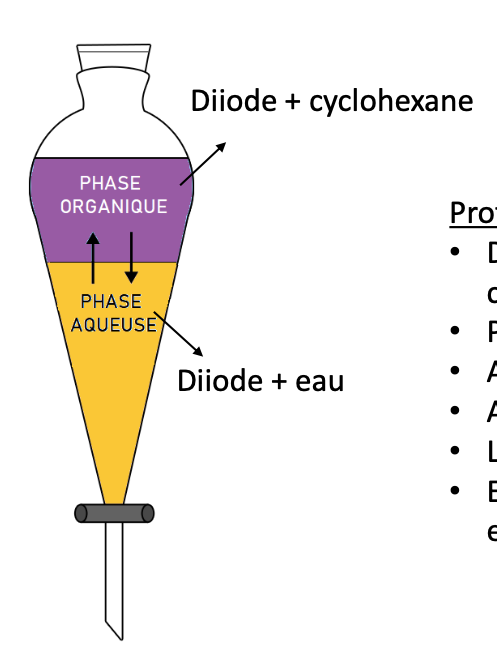 Diiode + cyclohexane
PHASE
ORGANIQUE
PHASE
AQUEUSE
Diiode + eau